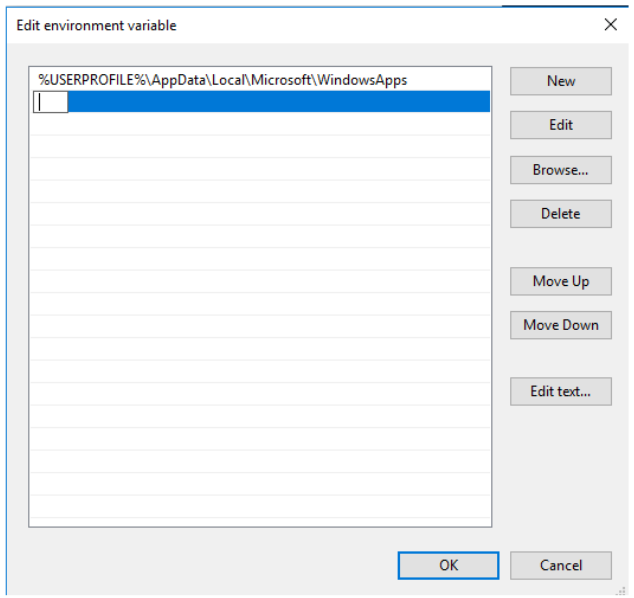 Edit environment variable
%USERPROFILE%\AppData\Local\Microsoft\WindowsApps
New
Edit
Browse...
Delete
Move Up
Move Down
Edit text...
OK
Cancel